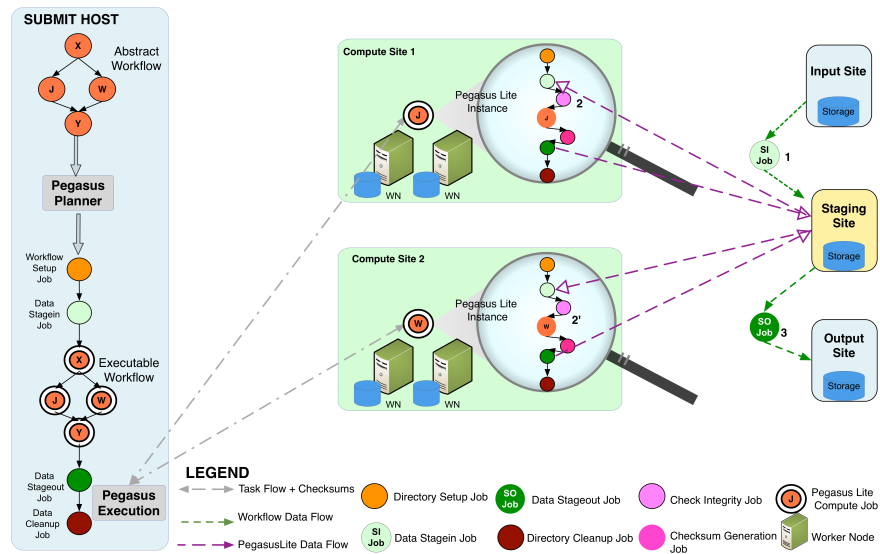 SUBMIT HOST
X
Abstract
Workflow
J
W
Y
Pegasus
Planner
Workflow
Setup
Job
Data
Stagein
Job
X
Executable
Workflow
J
W
Y
Data
Stageout
Job
Data
Cleanup
Job
Pegasus
Execution
Compute Site 1
Pegasus Lite
Instance
J
2
J
WN
WN
Compute Site 2
Pegasus Lite
Instance
W
2'
W
WN
WN
Input Site
Storage
SI
Job
1
Staging
Site
Storage
SO
Job
3
Output
Site
Storage
LEGEND
Task Flow + Checksums
Workflow Data Flow
PegasusLite Data Flow
Directory Setup Job
SI
Job
Data Stagein Job
SO
Job
Data Stageout Job
Directory Cleanup Job
Check Integrity Job
Checksum Generation
Job
J
Pegasus Lite
Compute Job
Worker Node